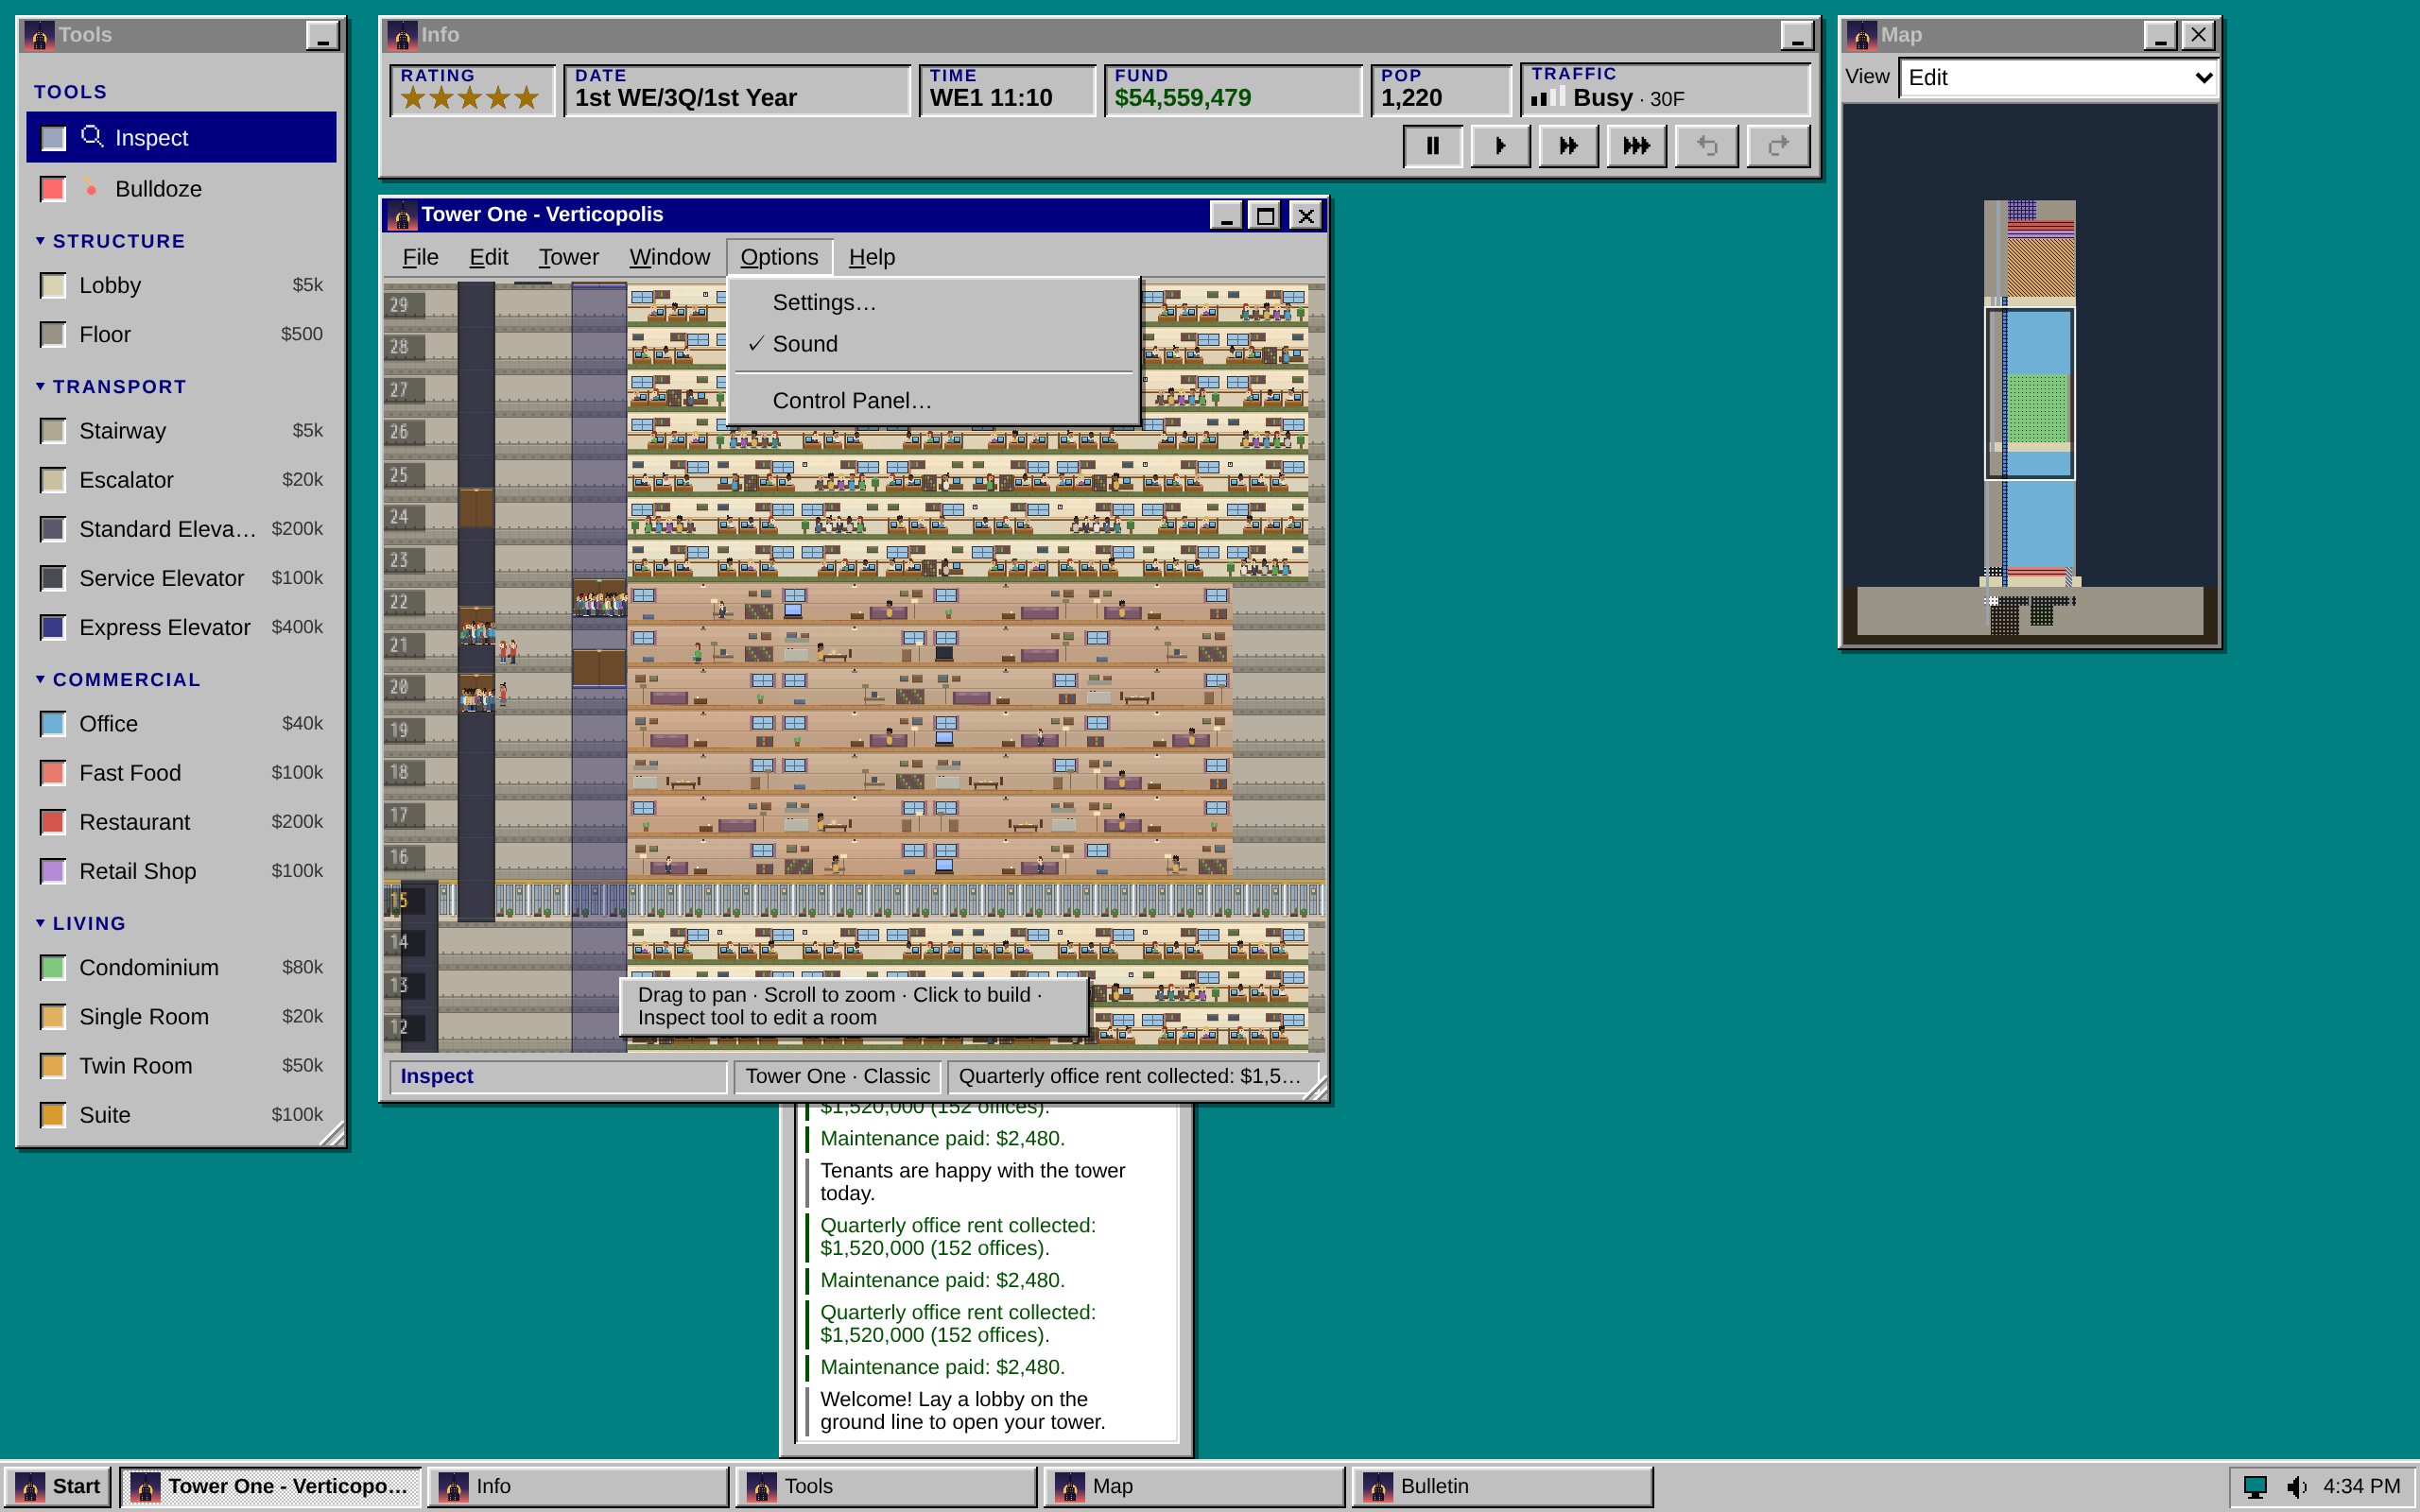 Tools
TOOLS
Inspect
Bulldoze
STRUCTURE
Lobby $5k
Floor $500
TRANSPORT
Stairway $5k
Escalator $20k
Standard Eleva… $200k
Service Elevator $100k
Express Elevator $400k
COMMERCIAL
Office $40k
Fast Food $100k
Restaurant $200k
Retail Shop $100k
LIVING
Condominium $80k
Single Room $20k
Twin Room $50k
Suite $100k
Info
RATING
DATE
1st WE/3Q/1st Year
TIME
WE1 11:10
FUND
$54,559,479
POP
1,220
TRAFFIC
Busy · 30F
Map
View Edit
Tower One - Verticopolis
File Edit Tower Window Options Help
Settings…
✓ Sound
Control Panel…
29
28
27
26
25
24
23
22
21
20
19
18
17
16
15
14
13
12
Drag to pan · Scroll to zoom · Click to build ·
Inspect tool to edit a room
Inspect
Tower One · Classic
Quarterly office rent collected: $1,5…
$1,520,000 (152 offices).
Maintenance paid: $2,480.
Tenants are happy with the tower
today.
Quarterly office rent collected:
$1,520,000 (152 offices).
Maintenance paid: $2,480.
Quarterly office rent collected:
$1,520,000 (152 offices).
Maintenance paid: $2,480.
Welcome! Lay a lobby on the
ground line to open your tower.
Start
Tower One - Verticopo…
Info
Tools
Map
Bulletin
4:34 PM